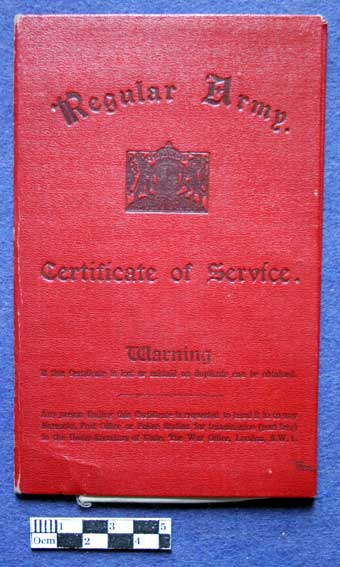 Regular Army.
Certificate of Service.
Warning
If this Certificate is lost or mislaid no duplicate can be obtained.
Any person finding this Certificate is requested to hand it in to any
Barracks, Post Office or Police Station for transmission (post free)
to the Under Secretary of State, The War Office, London, S.W.1.
1 3 5
0cm 2 4